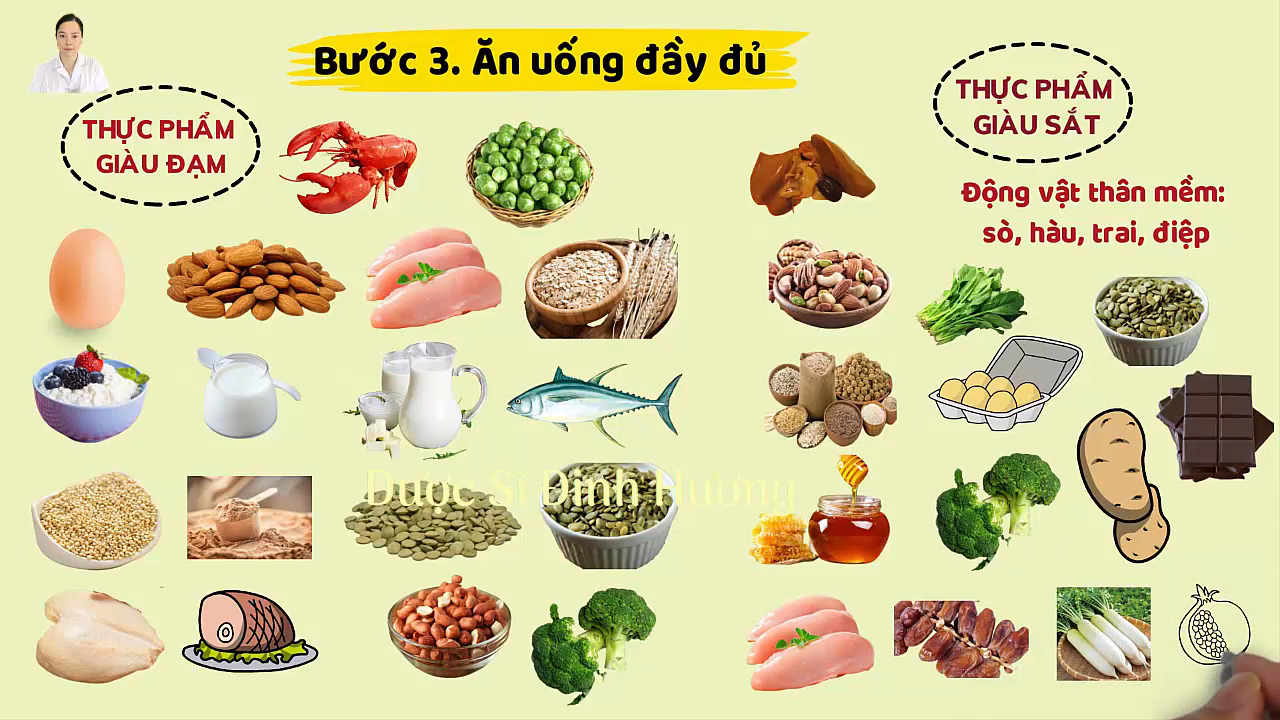 Bước 3. Ăn uống đầy đủ
THỰC PHẨM
GIÀU ĐẠM
THỰC PHẨM
GIÀU SẮT
Động vật thân mềm:
sò, hàu, trai, điệp
Dược Sĩ Đinh Hương